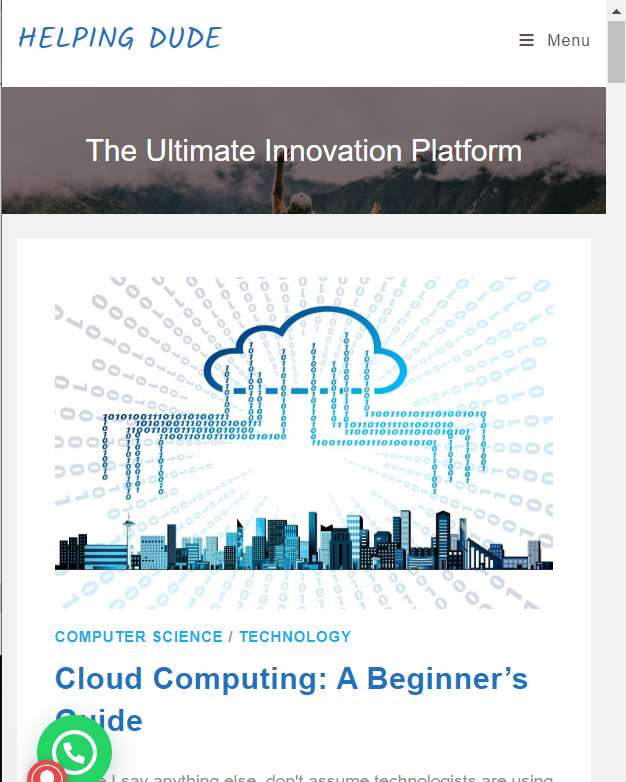 HELPING DUDE
Menu
The Ultimate Innovation Platform
COMPUTER SCIENCE / TECHNOLOGY
Cloud Computing: A Beginner's
Guide
I say anything else, don't assume technologists are using